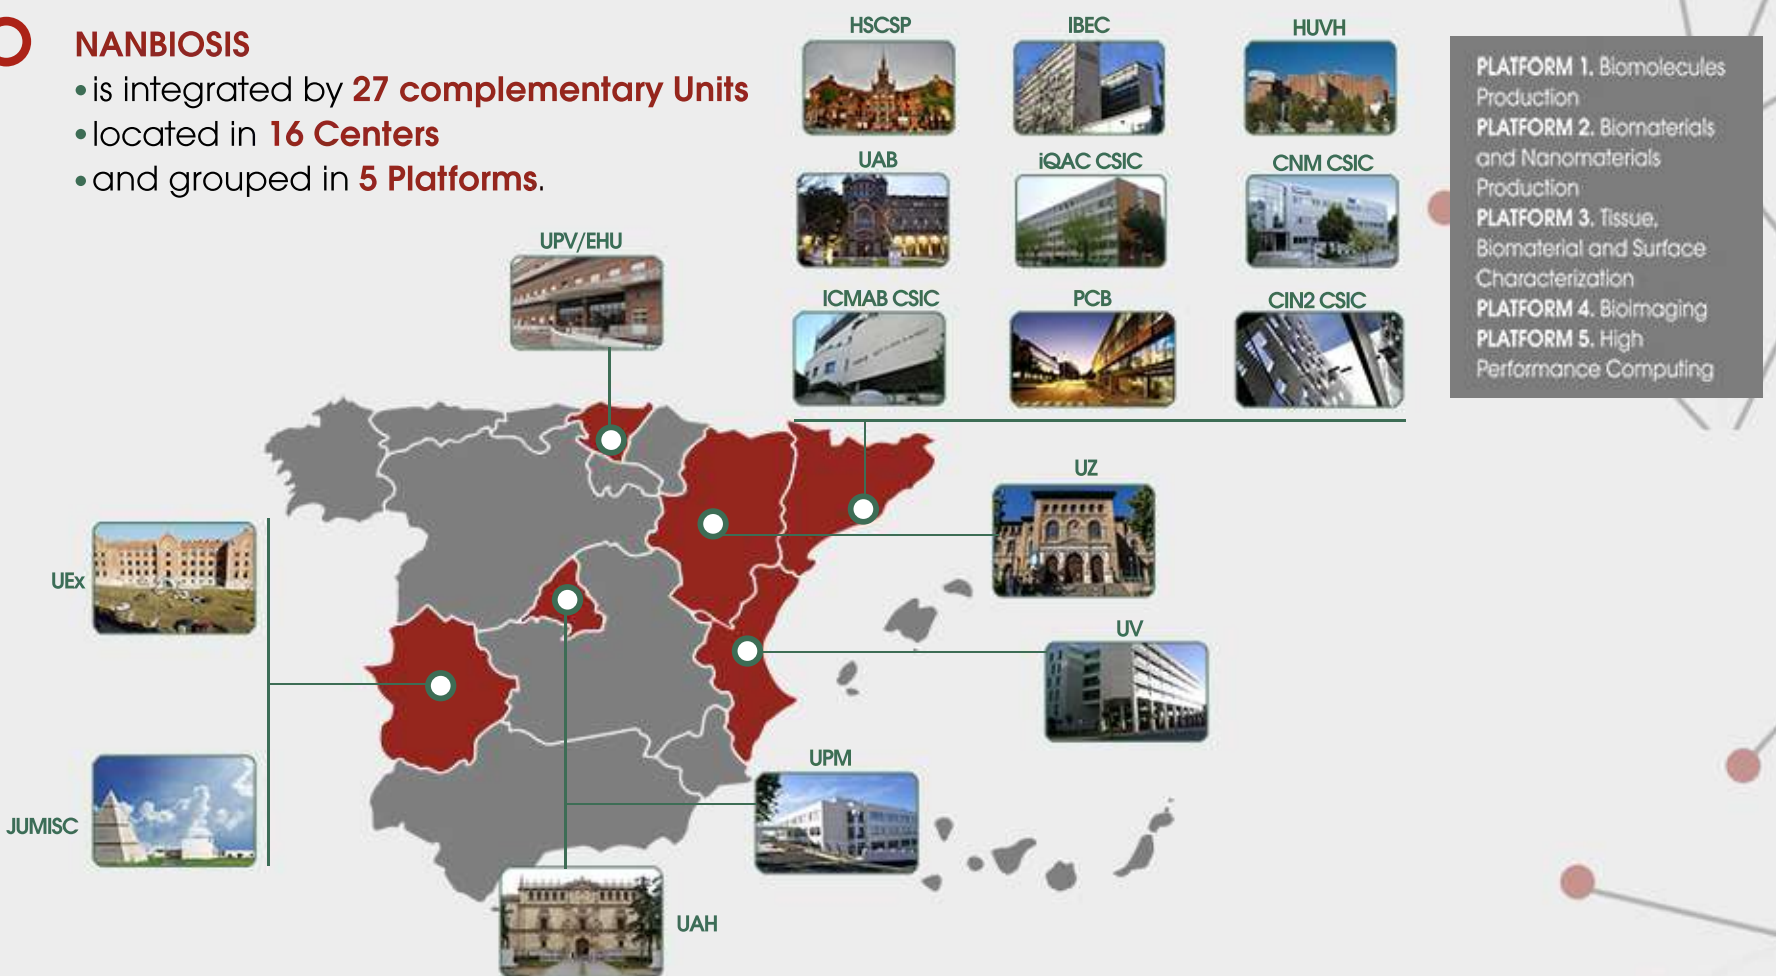 NANBIOSIS
•is integrated by 27 complementary Units
•located in 16 Centers
•and grouped in 5 Platforms.
HSCSP
IBEC
HUVH
UAB
iQAC CSIC
CNM CSIC
ICMAB CSIC
PCB
CIN2 CSIC
PLATFORM 1. Biomolecules
Production
PLATFORM 2. Biomaterials
and Nanomaterials
Production
PLATFORM 3. Tissue,
Biomaterial and Surface
Characterization
PLATFORM 4. Bioimaging
PLATFORM 5. High
Performance Computing
UPV/EHU
UZ
UEx
UV
UPM
JUMISC
UAH